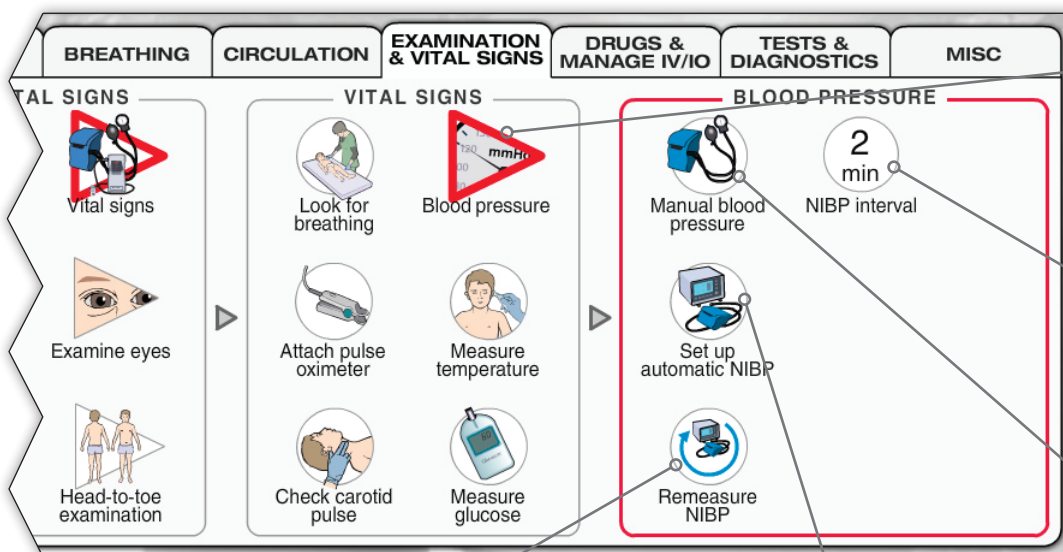 BREATHING
CIRCULATION
EXAMINATION
& VITAL SIGNS
DRUGS &
MANAGE IV/IO
TESTS &
DIAGNOSTICS
MISC
TAL SIGNS
Vital signs
Examine eyes
Head-to-toe
examination
VITAL SIGNS
Look for
breathing
120
mmHg
Blood pressure
Attach pulse
oximeter
Measure
temperature
Check carotid
pulse
Measure
glucose
BLOOD PRESSURE
Manual blood
pressure
2
min
NIBP interval
Set up
automatic NIBP
Remeasure
NIBP